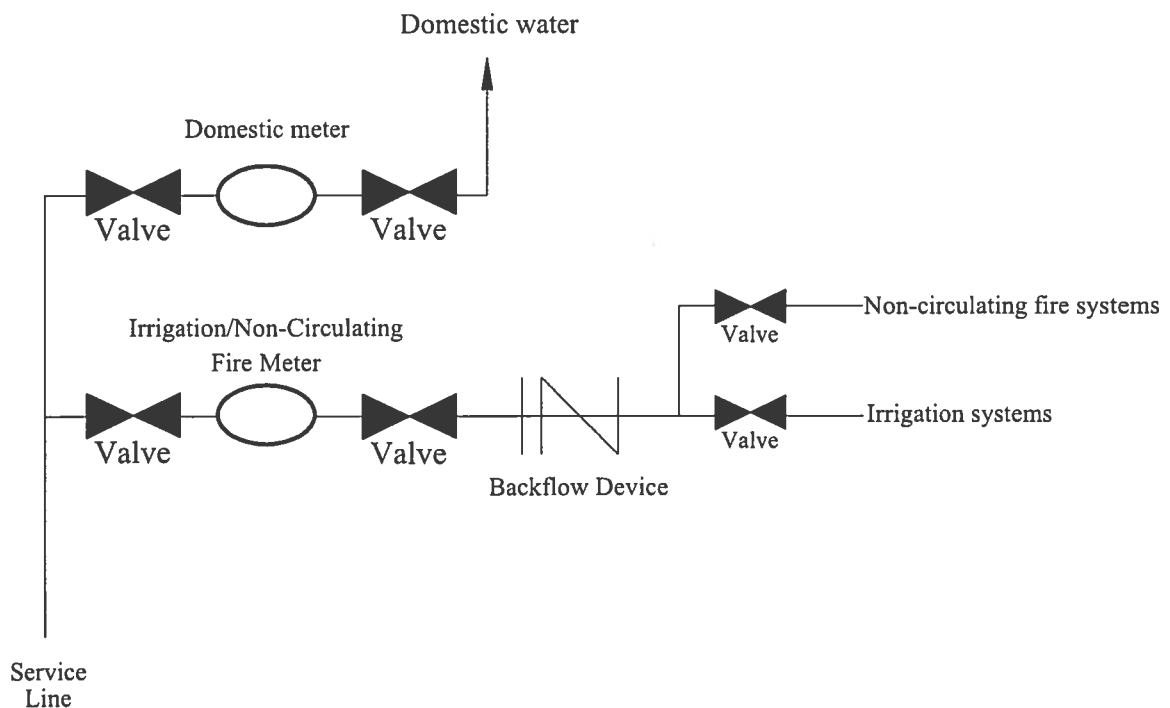 Domestic water
Domestic meter
Valve
Valve
Irrigation/Non-Circulating
Fire Meter
Valve
Valve
Backflow Device
Valve
Non-circulating fire systems
Valve
Irrigation systems
Service
Line